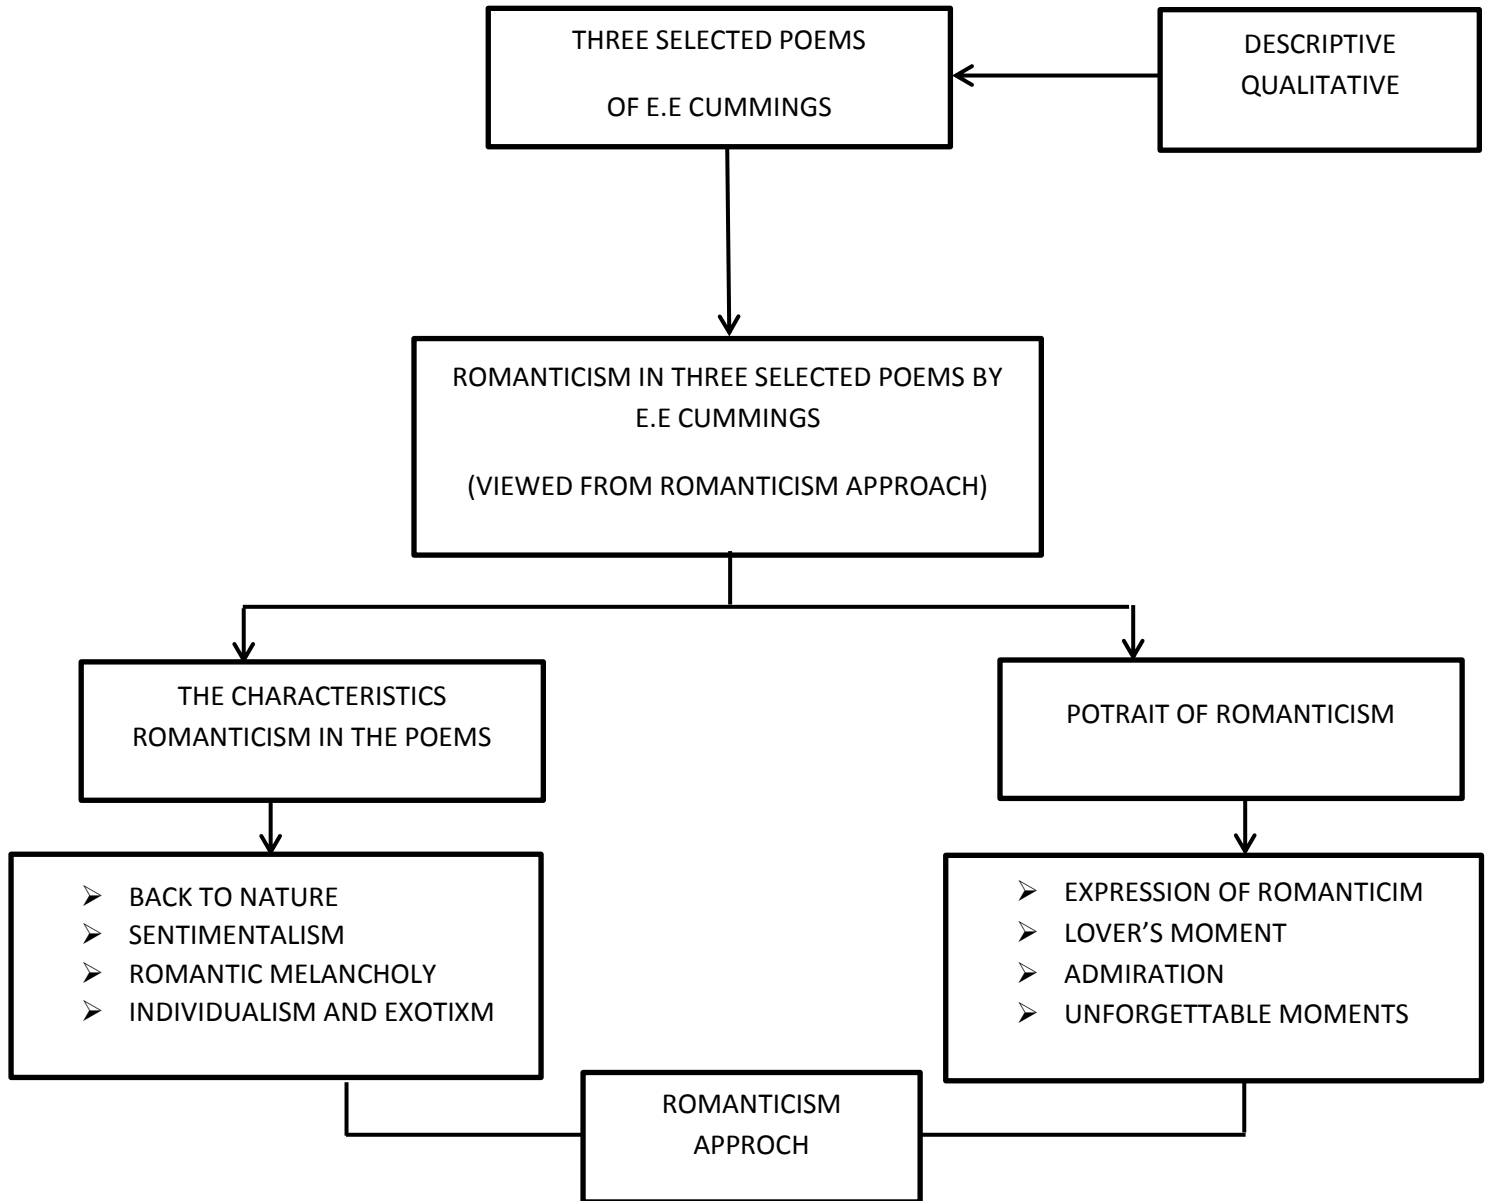 THREE SELECTED POEMS
OF E.E CUMMINGS
DESCRIPTIVE
QUALITATIVE
ROMANTICISM IN THREE SELECTED POEMS BY
E.E CUMMINGS
(VIEWED FROM ROMANTICISM APPROACH)
THE CHARACTERISTICS
ROMANTICISM IN THE POEMS
POTRAIT OF ROMANTICISM
➢ BACK TO NATURE
➢ SENTIMENTALISM
➢ ROMANTIC MELANCHOLY
➢ INDIVIDUALISM AND EXOTIXM
➢ EXPRESSION OF ROMANTICIM
➢ LOVER’S MOMENT
➢ ADMIRATION
➢ UNFORGETTABLE MOMENTS
ROMANTICISM
APPROCH